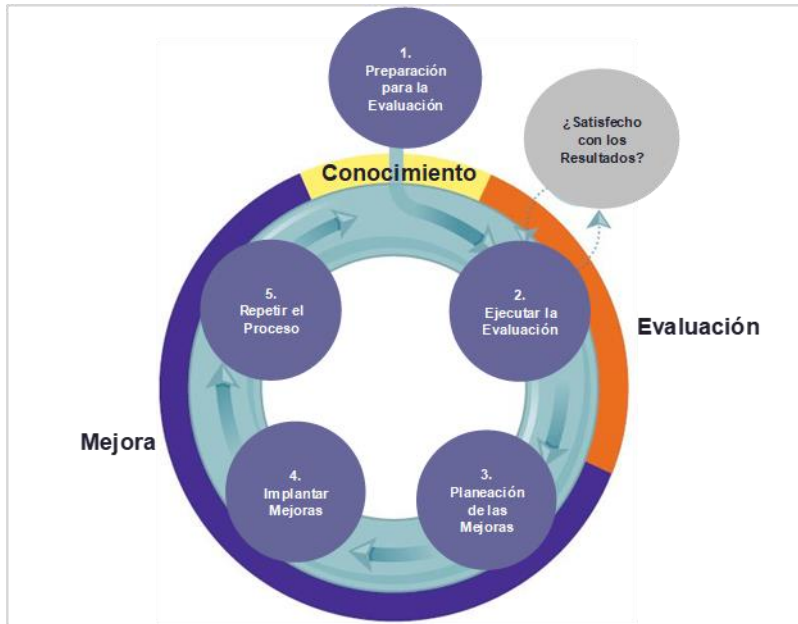 1.
Preparación
para la
Evaluación
¿Satisfecho
con los
Resultados?
Conocimiento
5.
Repetir el
Proceso
2.
Ejecutar la
Evaluación
Evaluación
Mejora
4.
Implantar
Mejoras
3.
Planeación
de las
Mejoras